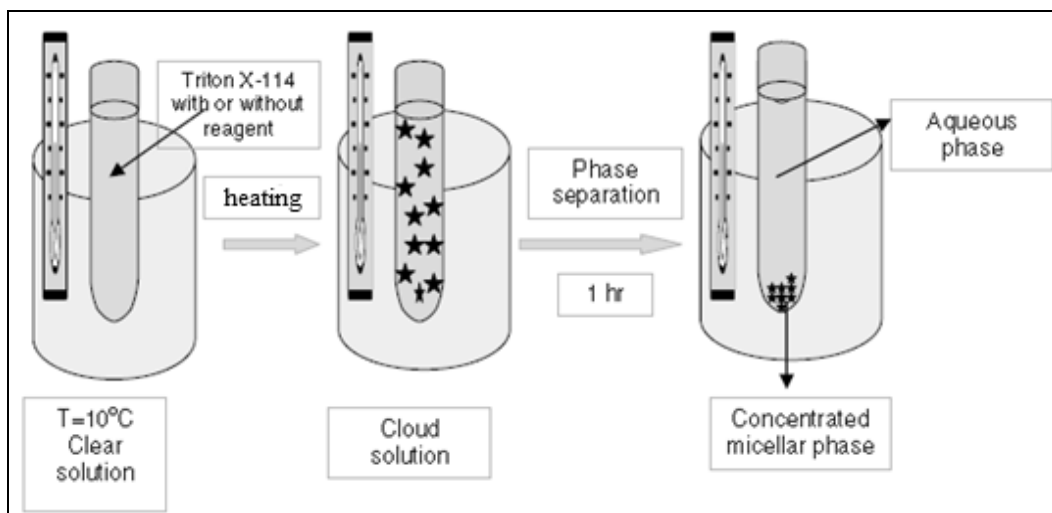 Triton X-114
with or without
reagent
heating
Phase
separation
1 hr
Aqueous
phase
T=10°C
Clear
solution
Cloud
solution
Concentrated
micellar phase